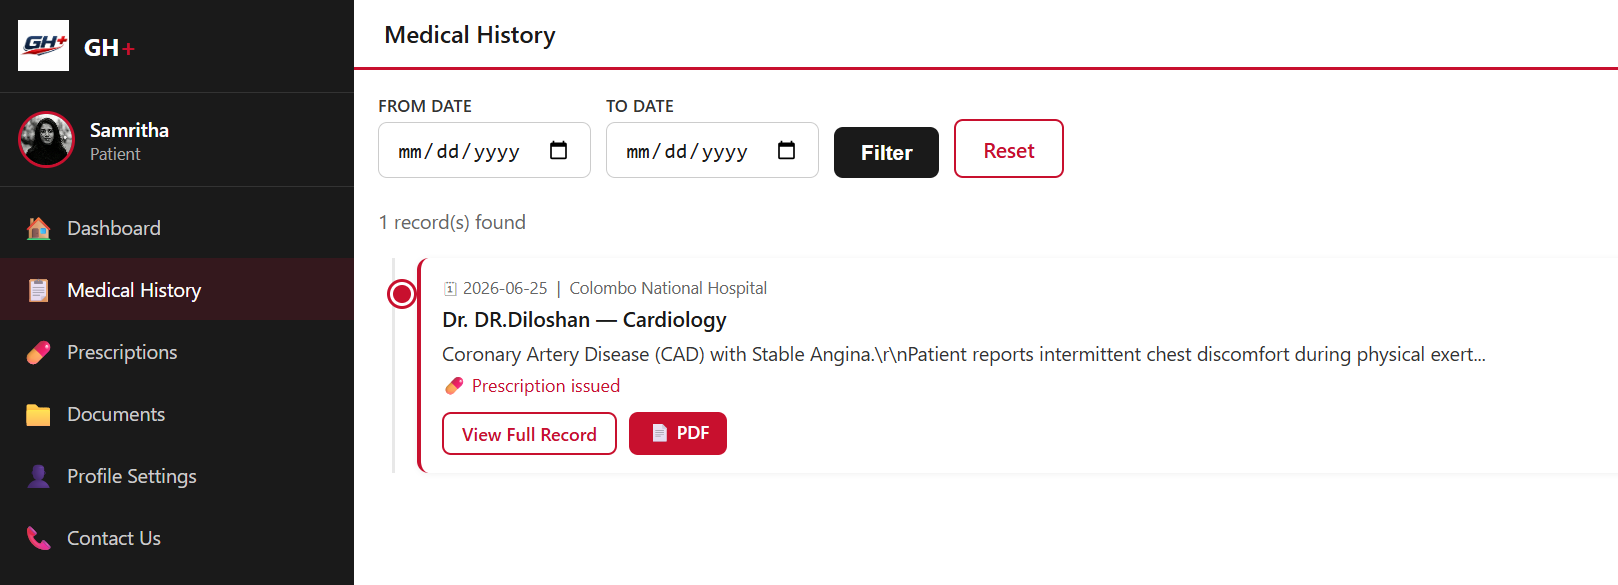 GH+
GH+
Samritha
Patient
Dashboard
Medical History
Prescriptions
Documents
Profile Settings
Contact Us
Medical History
FROM DATE
TO DATE
mm/dd/yyyy
mm/dd/yyyy
Filter
Reset
1 record(s) found
2026-06-25 | Colombo National Hospital
Dr. DR.Diloshan — Cardiology
Coronary Artery Disease (CAD) with Stable Angina.\r\nPatient reports intermittent chest discomfort during physical exert...
Prescription issued
View Full Record
PDF